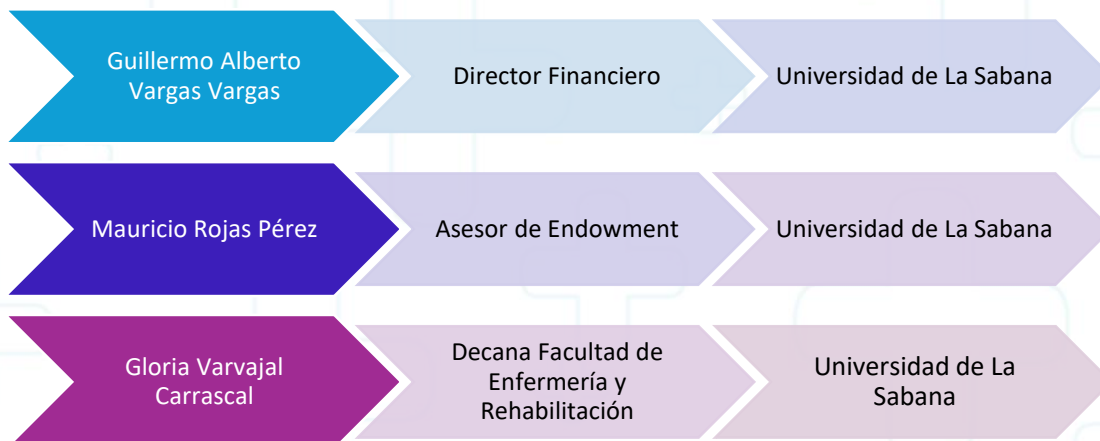 Guillermo Alberto
Vargas Vargas
Director Financiero
Universidad de La Sabana
Mauricio Rojas Pérez
Asesor de Endowment
Universidad de La Sabana
Gloria Varvajal
Carrascal
Decana Facultad de
Enfermería y
Rehabilitación
Universidad de La
Sabana